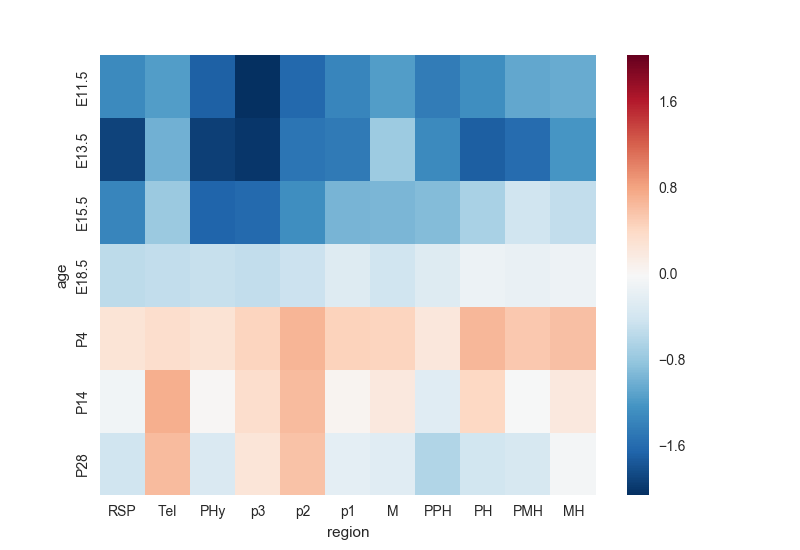 E11.5
E13.5
E15.5
E18.5
P4
P14
P28
age
RSP Tel PHy p3 p2 p1 M PPH PH PMH MH
region
1.6
0.8
0.0
−0.8
−1.6